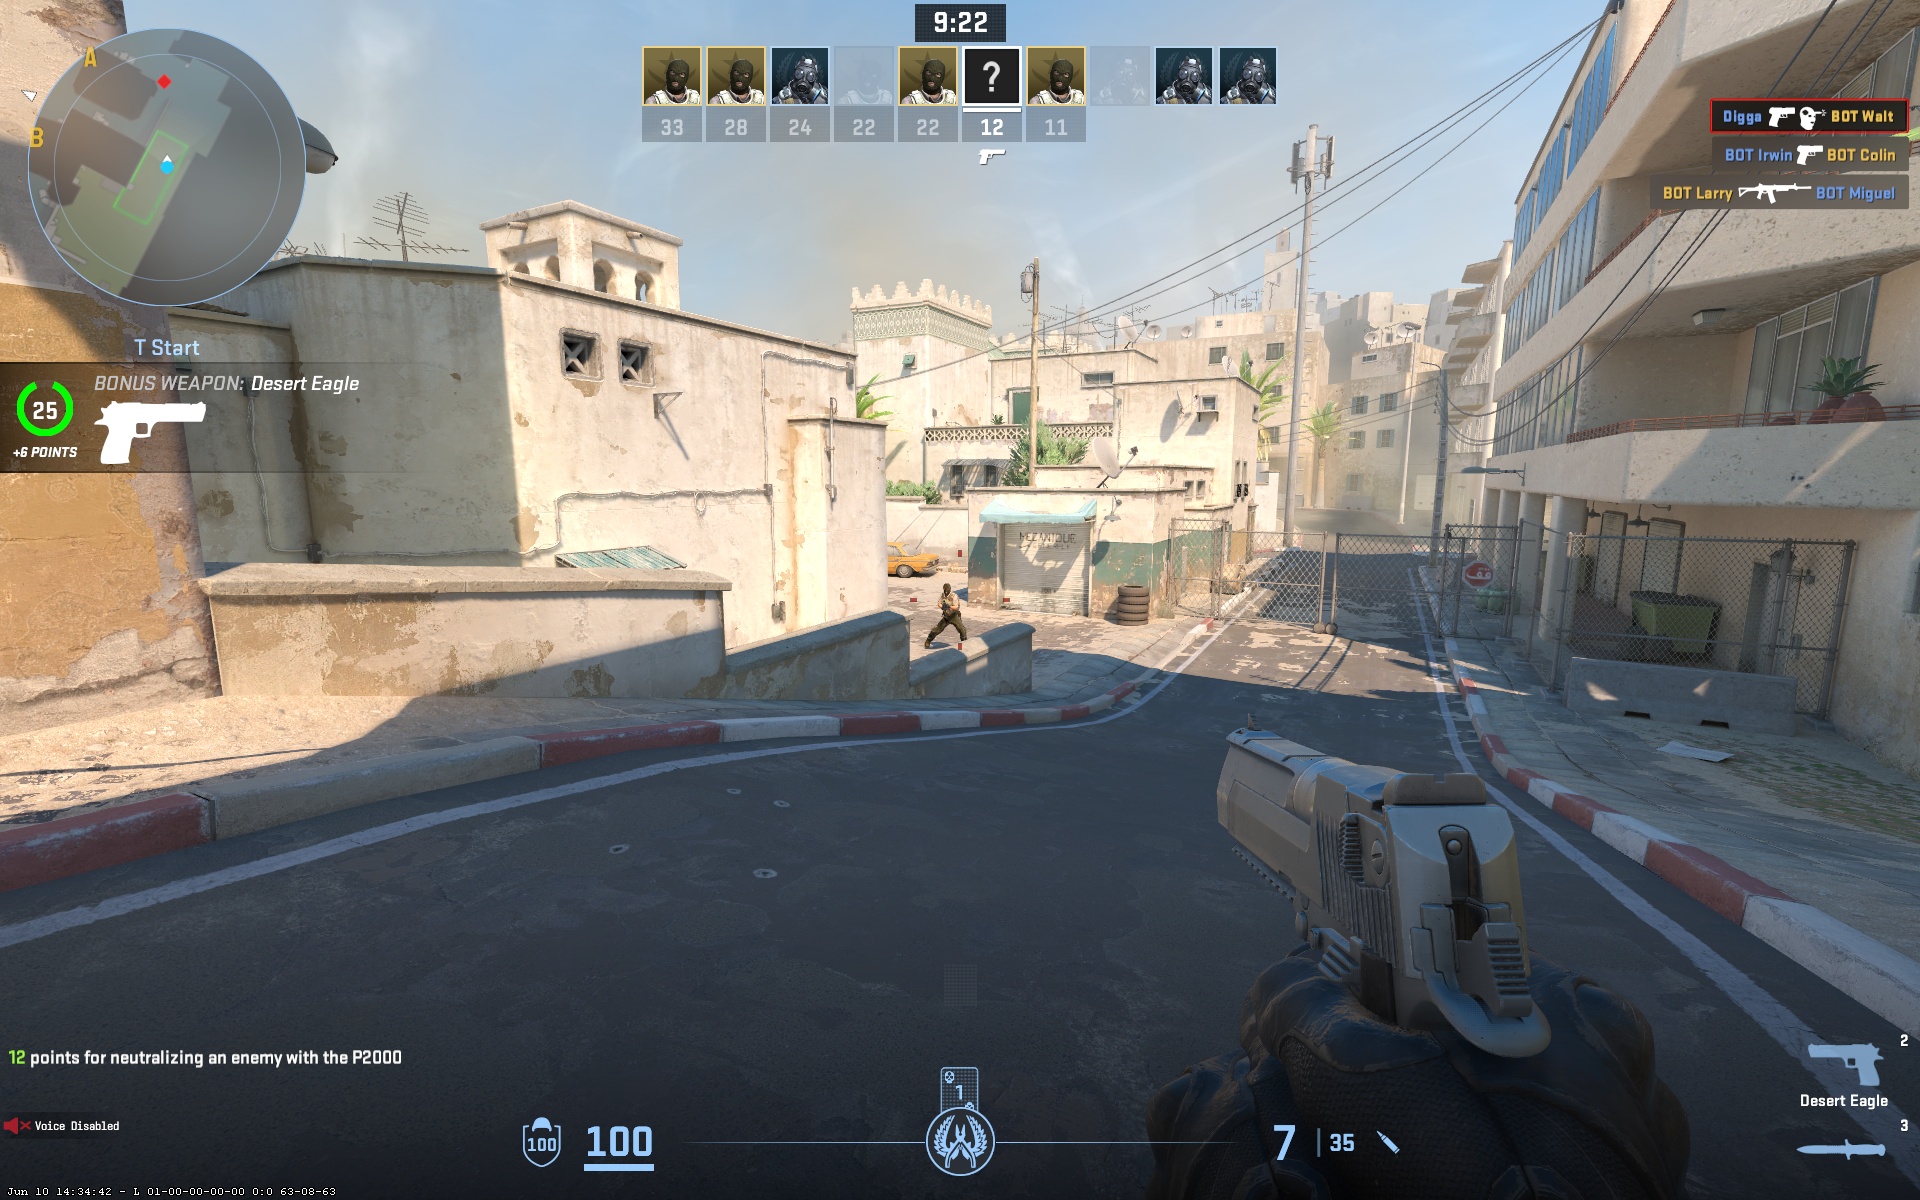 9:22
A
B
?
33 28 24 22 22 12 11
Digga BOT Walt
BOT Irwin BOT Colin
BOT Larry BOT Miguel
T Start
BONUS WEAPON: Desert Eagle
25
+6 POINTS
12 points for neutralizing an enemy with the P2000
Voice Disabled
100
100
1
7 | 35
2
Desert Eagle
3
Jun 10 14:34:42 - L 01-00-00-00-00 0:0 63-08-63